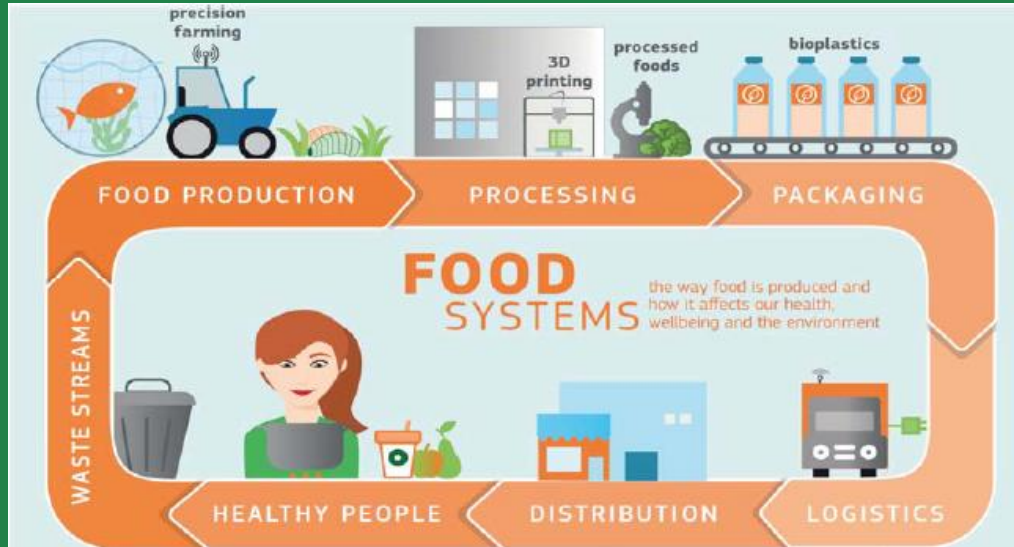 precision
farming
3D
printing
processed
foods
bioplastics
FOOD PRODUCTION
PROCESSING
PACKAGING
FOOD
SYSTEMS
the way food is produced and
how it affects our health,
wellbeing and the environment
WASTE STREAMS
HEALTHY PEOPLE
DISTRIBUTION
LOGISTICS